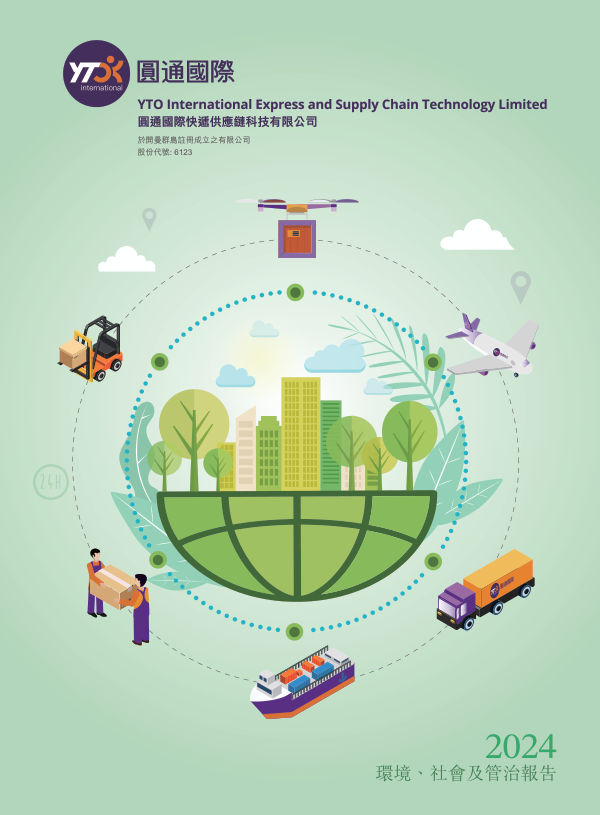 YTO
international
圓通國際
YTO International Express and Supply Chain Technology Limited
圓通國際快遞供應鏈科技有限公司
於開曼群島註冊成立之有限公司
股份代號: 6123
24H
2024
環境、社會及管治報告